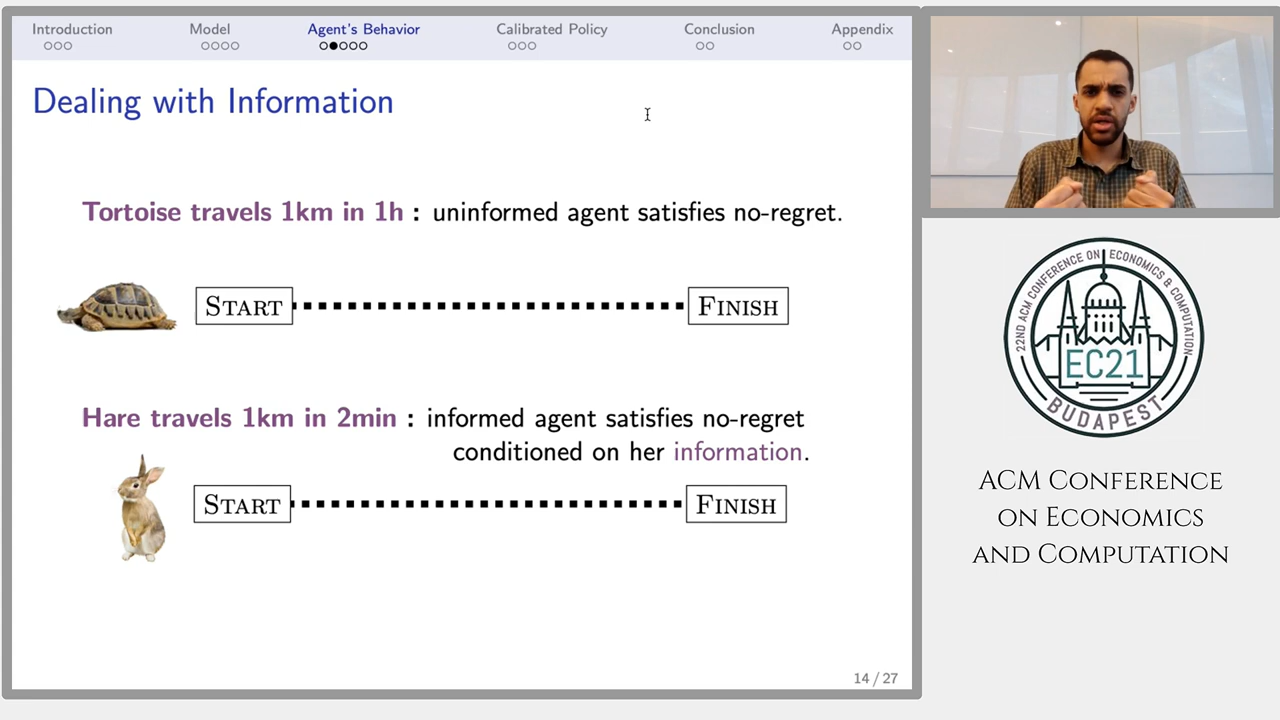 Introduction
Model
Agent's Behavior
Calibrated Policy
Conclusion
Appendix
Dealing with Information
Tortoise travels 1km in 1h : uninformed agent satisfies no-regret.
START
FINISH
Hare travels 1km in 2min : informed agent satisfies no-regret
conditioned on her information.
START
FINISH
14 / 27
22ND ACM CONFERENCE ON ECONOMICS & COMPUTATION
EC21
BUDAPEST
ACM Conference
on Economics
and Computation